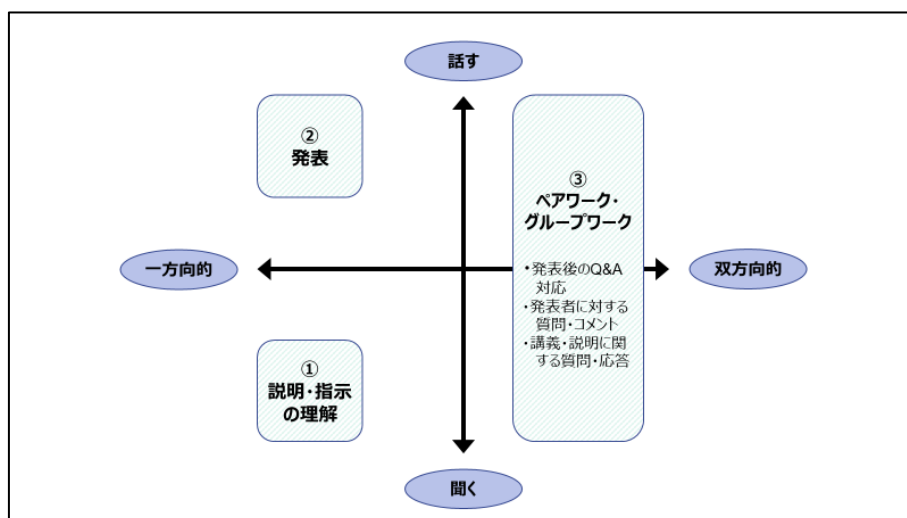 話す
②
発表
③
ペアワーク・
グループワーク
・発表後のQ&A
対応
・発表者に対する
質問・コメント
・講義・説明に関
する質問・応答
一方向的
双方向的
①
説明・指示
の理解
聞く